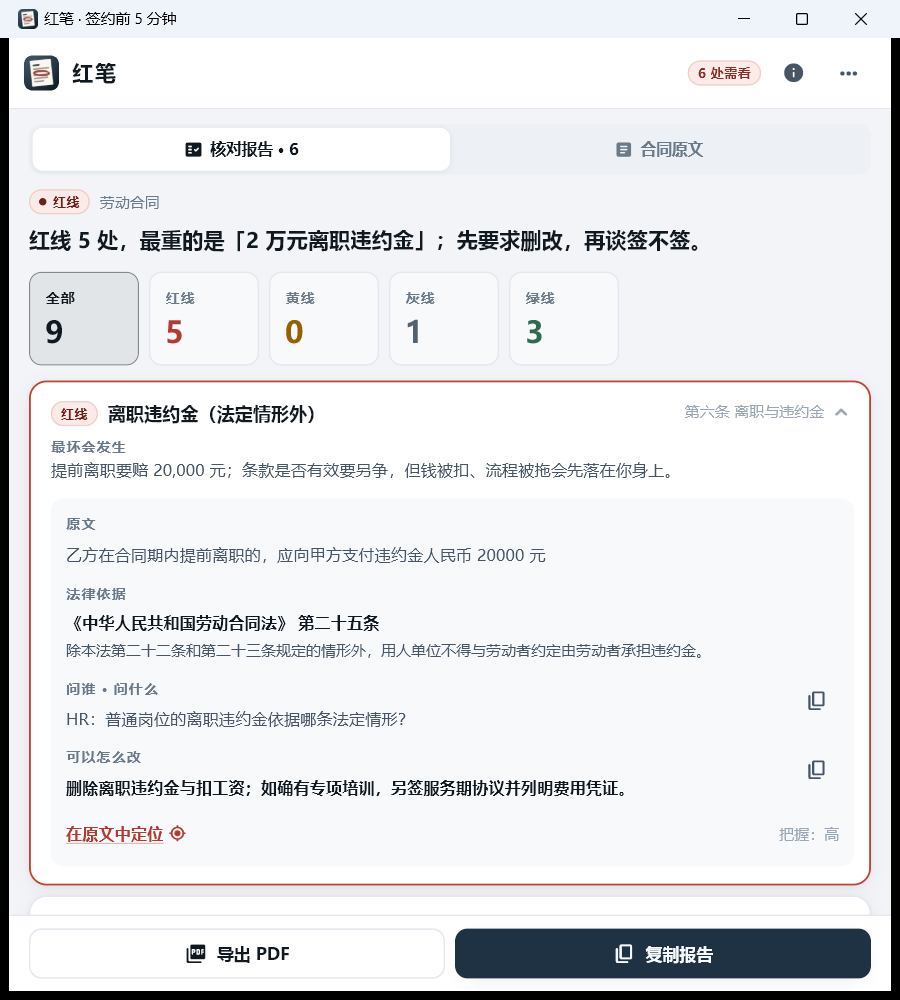 红笔 · 签约前 5 分钟
红笔
6 处需看
核对报告 • 6
合同原文
红线
劳动合同
红线 5 处，最重的是「2 万元离职违约金」；先要求删改，再谈签不签。
全部
9
红线
5
黄线
0
灰线
1
绿线
3
红线
离职违约金（法定情形外）
第六条 离职与违约金
最坏会发生
提前离职要赔 20,000 元；条款是否有效要另争，但钱被扣、流程被拖会先落在你身上。
原文
乙方在合同期内提前离职的，应向甲方支付违约金人民币 20000 元
法律依据
《中华人民共和国劳动合同法》 第二十五条
除本法第二十二条和第二十三条规定的情形外，用人单位不得与劳动者约定由劳动者承担违约金。
问谁 • 问什么
HR：普通岗位的离职违约金依据哪条法定情形？
可以怎么改
删除离职违约金与扣工资；如确有专项培训，另签服务期协议并列明费用凭证。
在原文中定位
把握：高
PDF
导出 PDF
复制报告